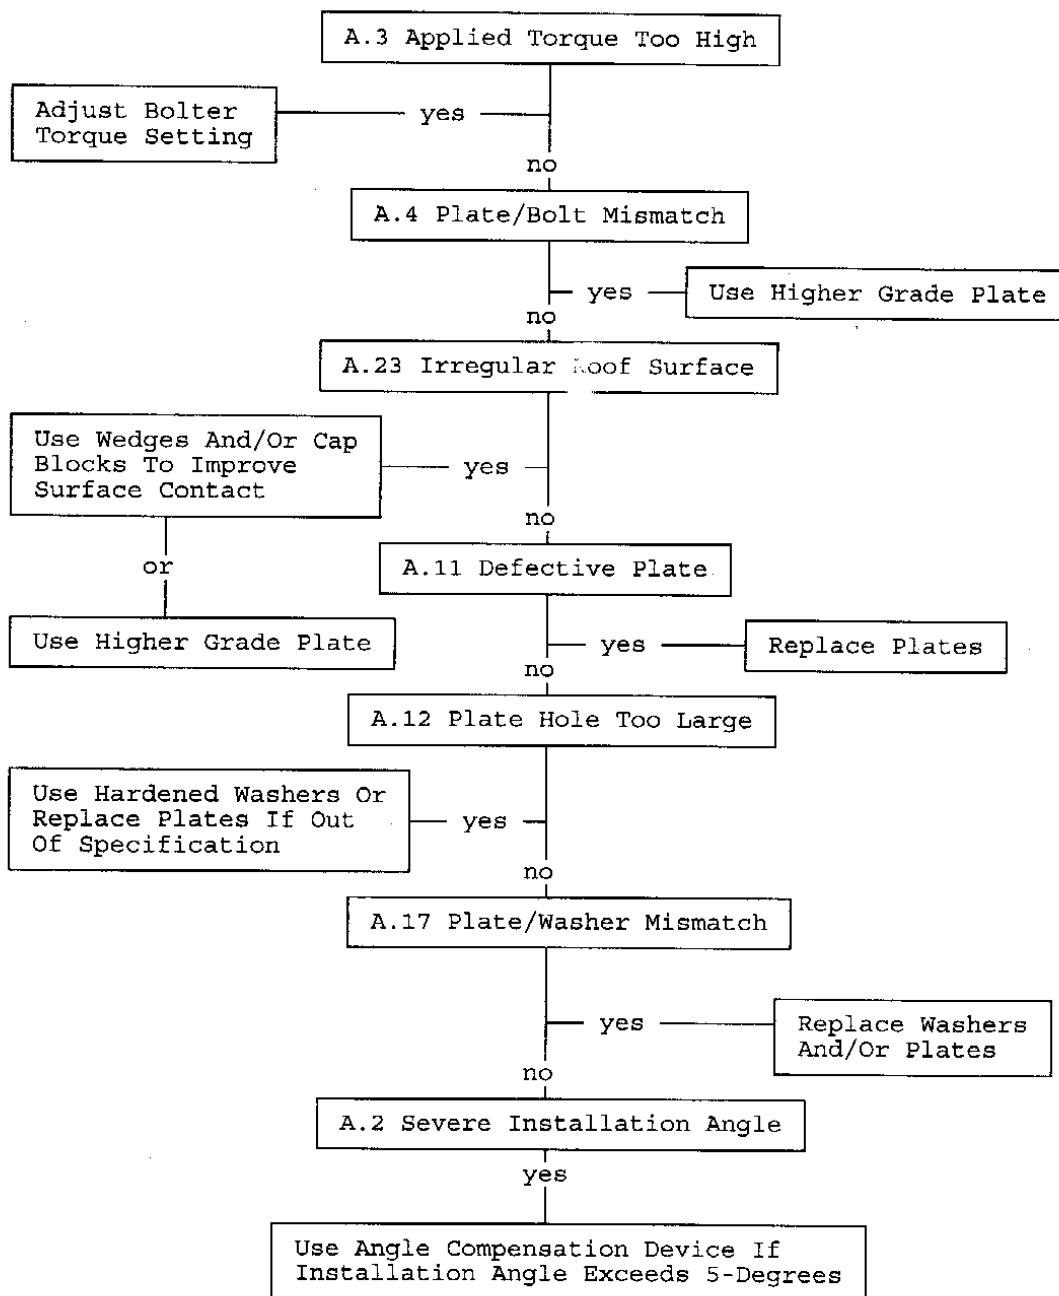 A.3 Applied Torque Too High
Adjust Bolter
Torque Setting
yes
no
A.4 Plate/Bolt Mismatch
yes
Use Higher Grade Plate
no
A.23 Irregular Roof Surface
Use Wedges And/Or Cap
Blocks To Improve
Surface Contact
yes
no
or
A.11 Defective Plate
Use Higher Grade Plate
yes
Replace Plates
no
A.12 Plate Hole Too Large
Use Hardened Washers Or
Replace Plates If Out
Of Specification
yes
no
A.17 Plate/Washer Mismatch
yes
Replace Washers
And/Or Plates
no
A.2 Severe Installation Angle
yes
Use Angle Compensation Device If
Installation Angle Exceeds 5-Degrees